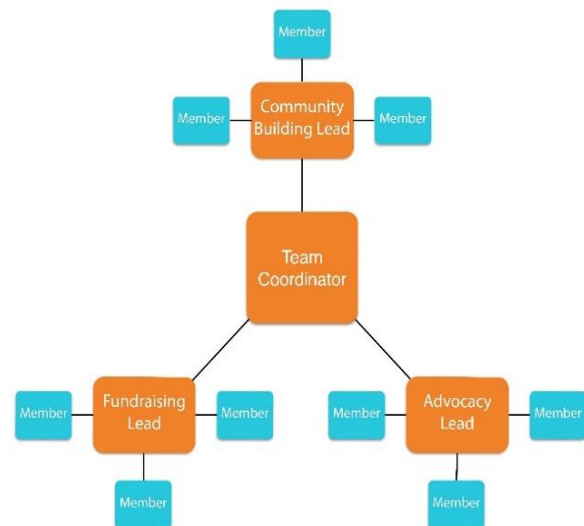 Member
Community
Building Lead
Member
Member
Team
Coordinator
Fundraising
Lead
Member
Member
Member
Advocacy
Lead
Member
Member
Member